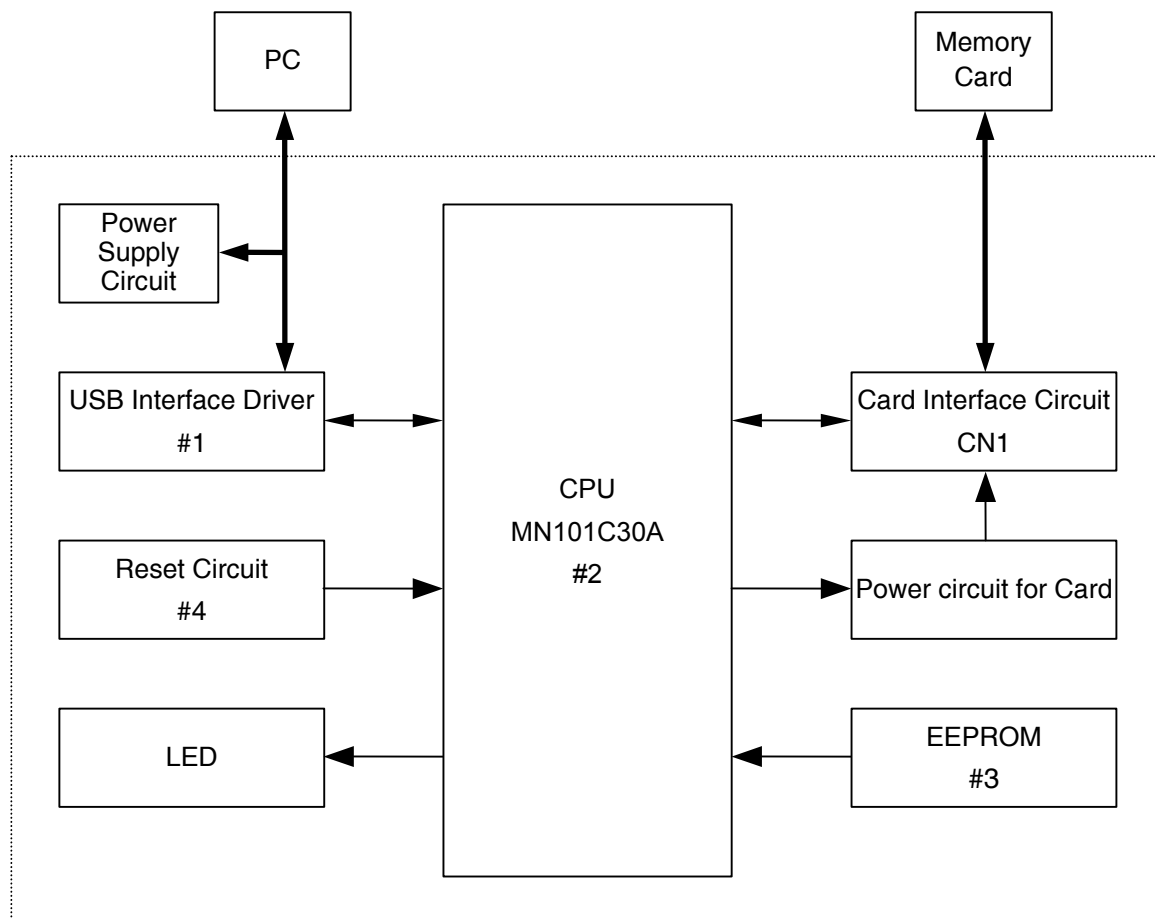 PC
Memory
Card
Power
Supply
Circuit
USB Interface Driver
#1
Card Interface Circuit
CN1
CPU
MN101C30A
#2
Reset Circuit
#4
Power circuit for Card
LED
EEPROM
#3